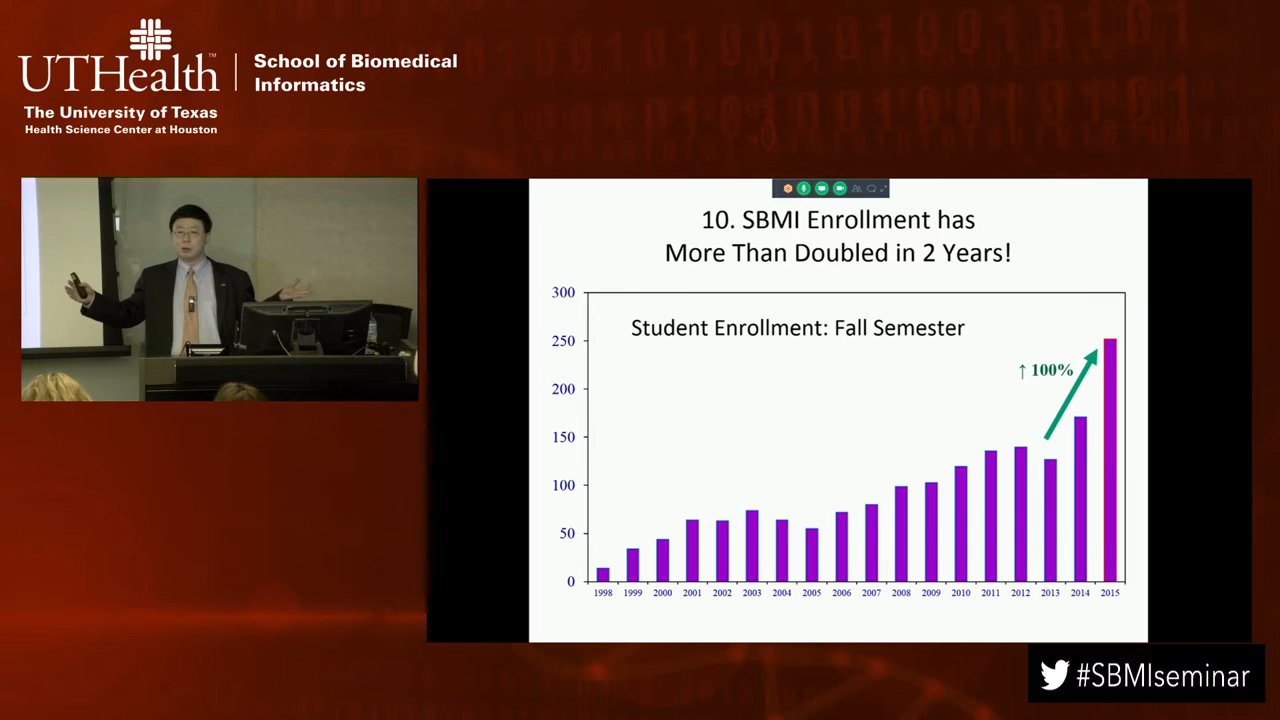 UTHealth™
The University of Texas
Health Science Center at Houston
School of Biomedical
Informatics
10. SBMI Enrollment has
More Than Doubled in 2 Years!
Student Enrollment: Fall Semester
↑ 100%
300
250
200
150
100
50
0
1998 1999 2000 2001 2002 2003 2004 2005 2006 2007 2008 2009 2010 2011 2012 2013 2014 2015
#SBMIseminar